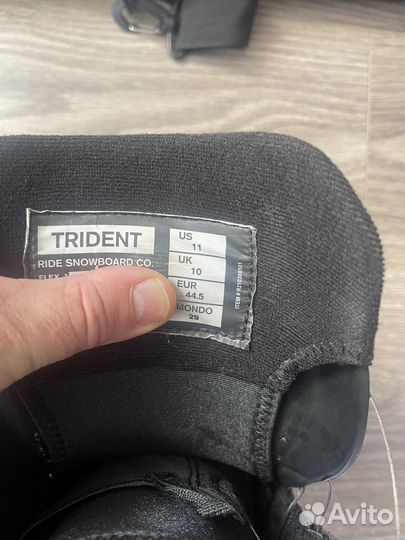 TRIDENT
RIDE SNOWBOARD CO.
FLEX
US
11
UK
10
EUR
44.5
MONDO
29
Avito